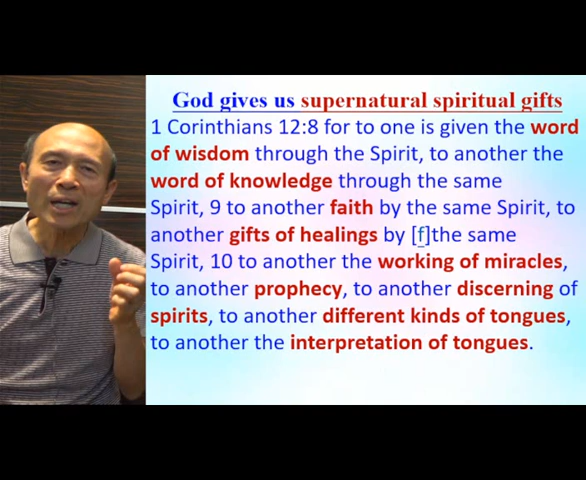 God gives us supernatural spiritual gifts
1 Corinthians 12:8 for to one is given the word
of wisdom through the Spirit, to another the
word of knowledge through the same
Spirit, 9 to another faith by the same Spirit, to
another gifts of healings by [f]the same
Spirit, 10 to another the working of miracles,
to another prophecy, to another discerning of
spirits, to another different kinds of tongues,
to another the interpretation of tongues.